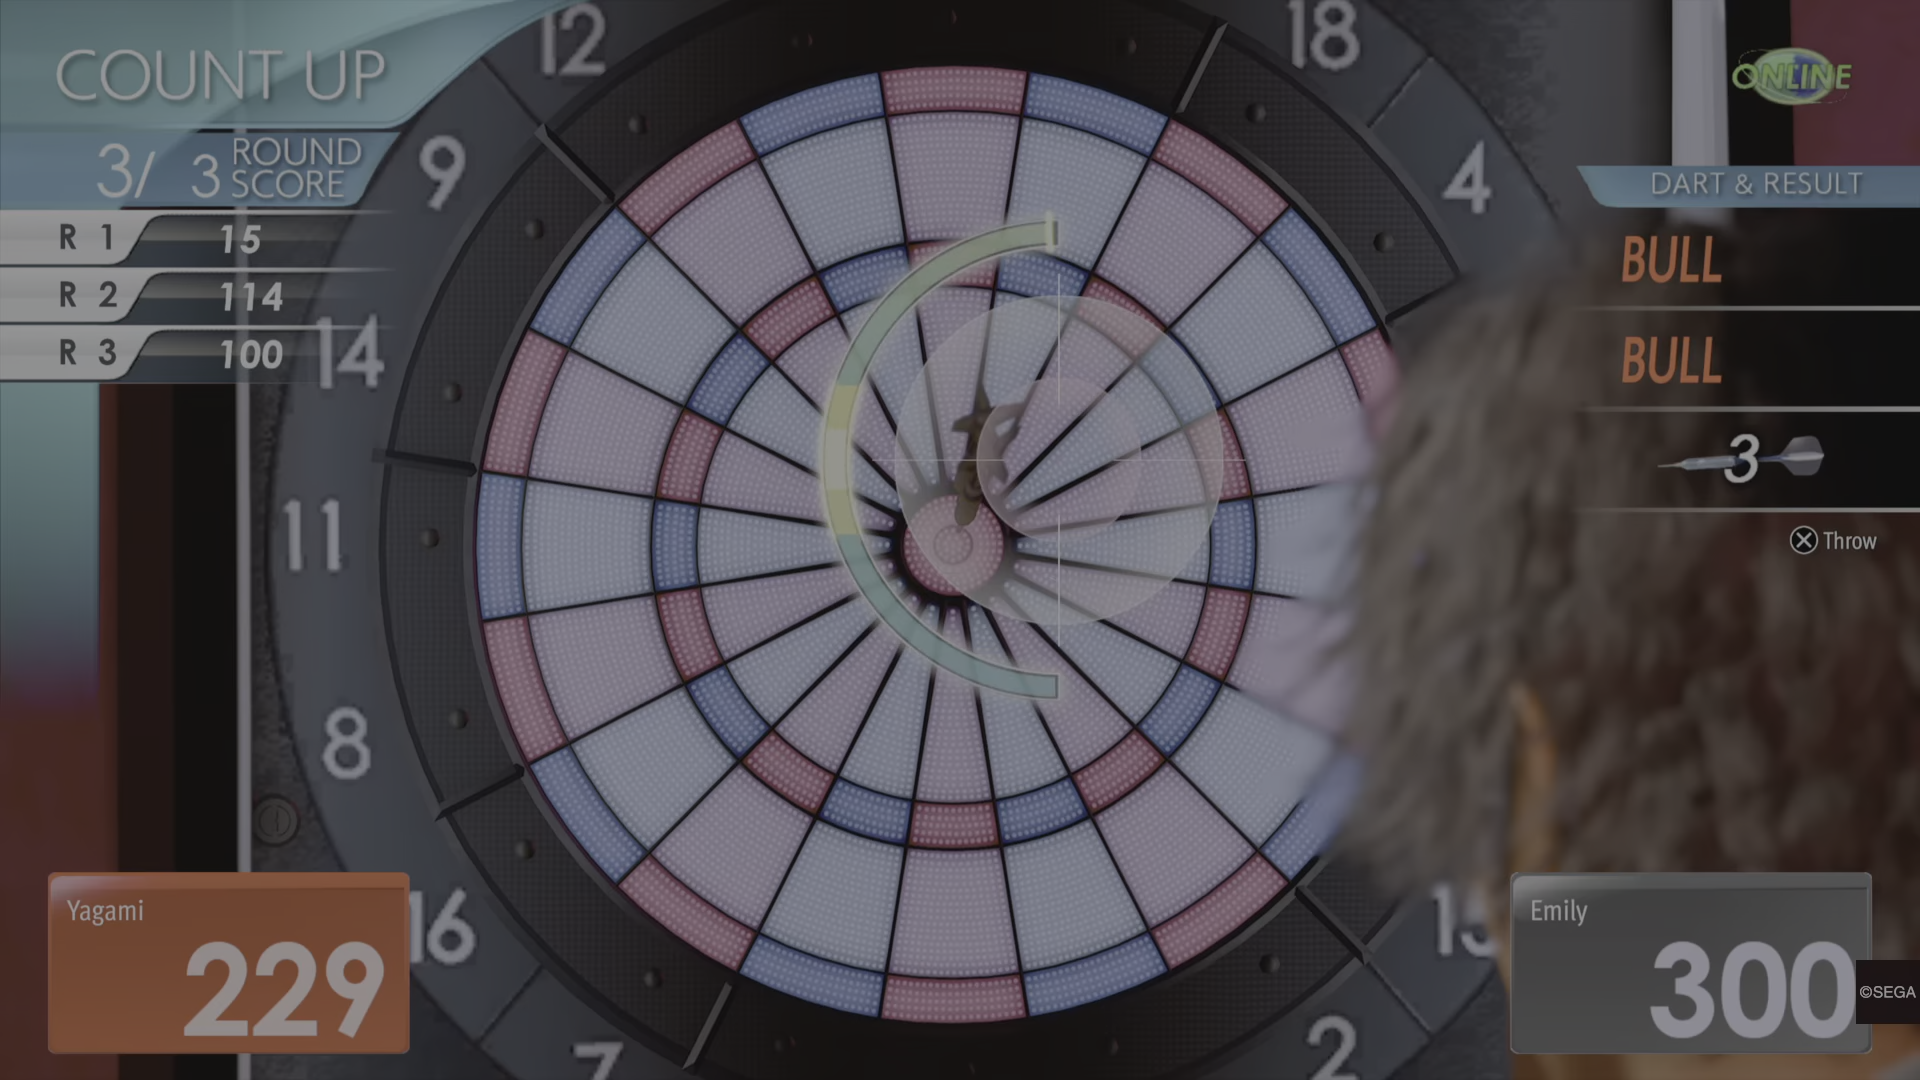 COUNT UP
3/ 3 ROUND SCORE
R 1 15
R 2 114
R 3 100
12
18
9
4
14
11
8
16
7
15
2
ONLINE
DART & RESULT
BULL
BULL
3
Throw
Yagami
229
Emily
300
©SEGA